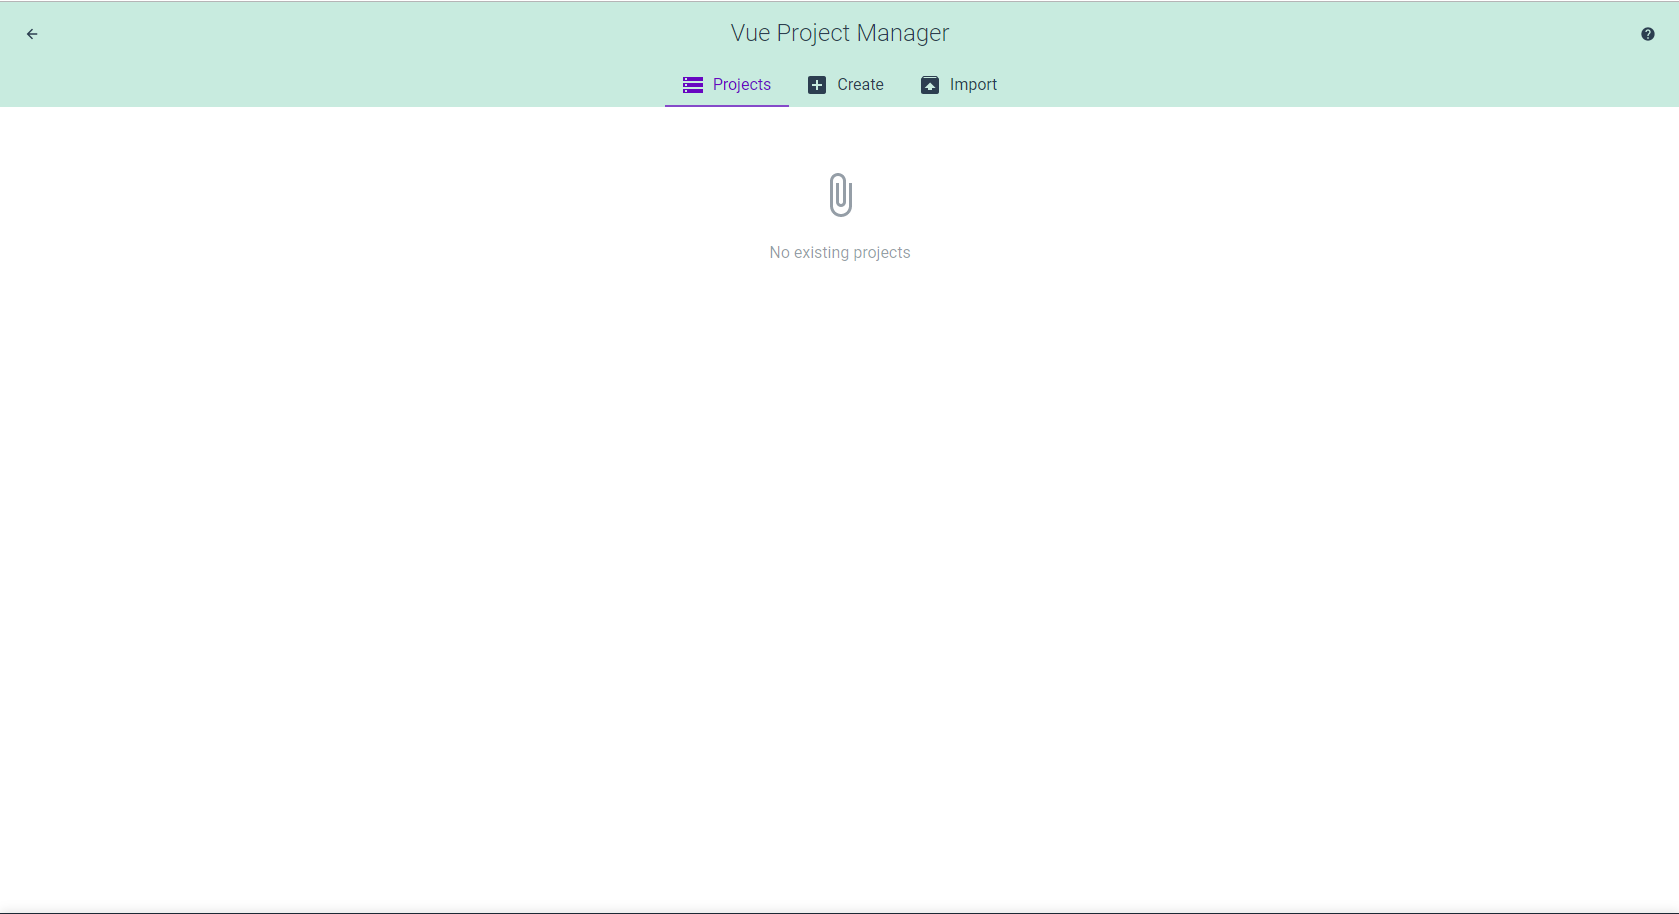 Vue Project Manager
Projects Create Import
No existing projects